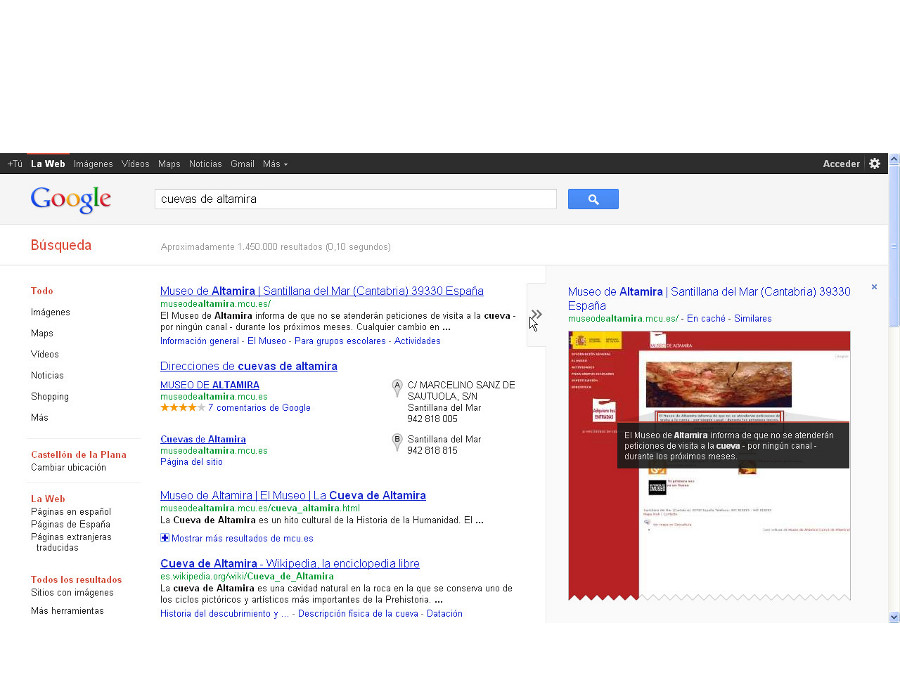 +Tú La Web Imágenes Vídeos Maps Noticias Gmail Más Acceder
Google
cuevas de altamira
Búsqueda
Aproximadamente 1.450.000 resultados (0,10 segundos)
Todo
Imágenes
Maps
Vídeos
Noticias
Shopping
Más
Castellón de la Plana
Cambiar ubicación
La Web
Páginas en español
Páginas de España
Páginas extranjeras
traducidas
Todos los resultados
Sitios con imágenes
Más herramientas
Museo de Altamira | Santillana del Mar (Cantabria) 39330 España
museodealtamira.mcu.es/
El Museo de Altamira informa de que no se atenderán peticiones de visita a la cueva -
por ningún canal - durante los próximos meses. Cualquier cambio en ...
Información general - El Museo - Para grupos escolares - Actividades
Direcciones de cuevas de altamira
MUSEO DE ALTAMIRA
museodealtamira.mcu.es
7 comentarios de Google
A C/ MARCELINO SANZ DE
SAUTUOLA, S/N
Santillana del Mar
942 818 005
Cuevas de Altamira
museodealtamira.mcu.es
Página del sitio
B Santillana del Mar
942 818 815
Museo de Altamira | El Museo | La Cueva de Altamira
museodealtamira.mcu.es/cueva_altamira.html
La Cueva de Altamira es un hito cultural de la Historia de la Humanidad. El ...
Mostrar más resultados de mcu.es
Cueva de Altamira - Wikipedia, la enciclopedia libre
es.wikipedia.org/wiki/Cueva_de_Altamira
La cueva de Altamira es una cavidad natural en la roca en la que se conserva uno de
los ciclos pictóricos y artísticos más importantes de la Prehistoria. ...
Historia del descubrimiento y ... - Descripción física de la cueva - Datación
Museo de Altamira | Santillana del Mar (Cantabria) 39330
España
museodealtamira.mcu.es/ - En caché - Similares
MUSEO DE ALTAMIRA
El Museo de Altamira informa de que no se atenderán
peticiones de visita a la cueva - por ningún canal -
durante los próximos meses.